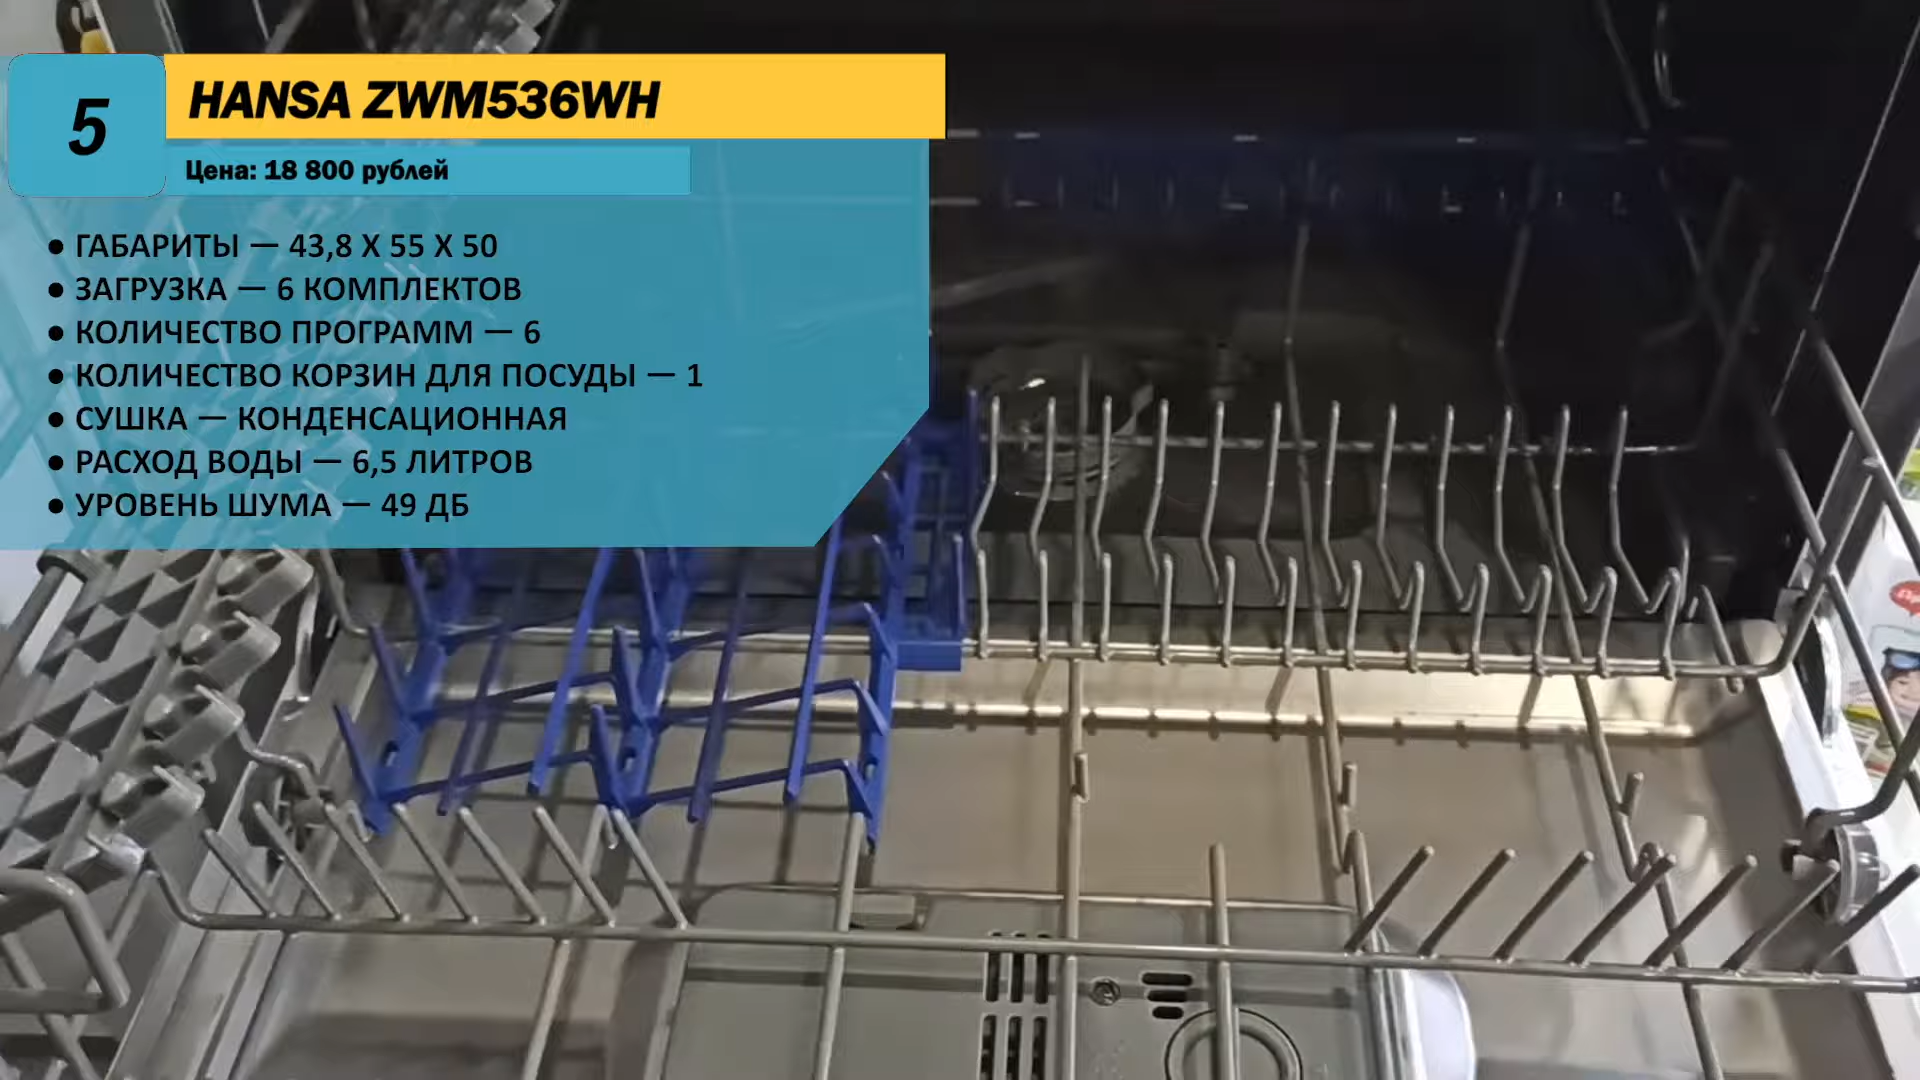 5
HANSA ZWM536WH
Цена: 18 800 рублей
● ГАБАРИТЫ — 43,8 Х 55 Х 50
● ЗАГРУЗКА — 6 КОМПЛЕКТОВ
● КОЛИЧЕСТВО ПРОГРАММ — 6
● КОЛИЧЕСТВО КОРЗИН ДЛЯ ПОСУДЫ — 1
● СУШКА — КОНДЕНСАЦИОННАЯ
● РАСХОД ВОДЫ — 6,5 ЛИТРОВ
● УРОВЕНЬ ШУМА — 49 ДБ